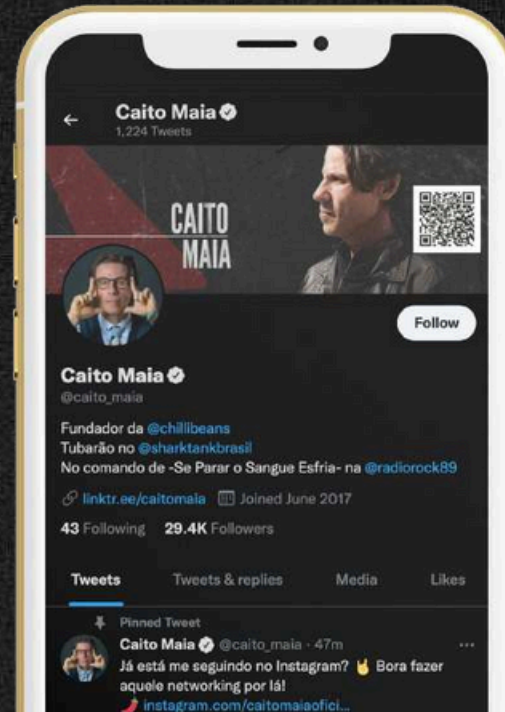 Caito Maia
1,224 Tweets
CAITO
MAIA
Follow
Caito Maia
@caito_maia
Fundador da @chillibeans
Tubarão no @sharktankbrasil
No comando de -Se Parar o Sangue Esfria- na @radiorock89
linktr.ee/caitomaia Joined June 2017
43 Following 29.4K Followers
Tweets Tweets & replies Media Likes
Pinned Tweet
Caito Maia @caito_maia · 47m
Já está me seguindo no Instagram? 🤘 Bora fazer
aquele networking por lá!
🌶️ instagram.com/caitomaiaofici...